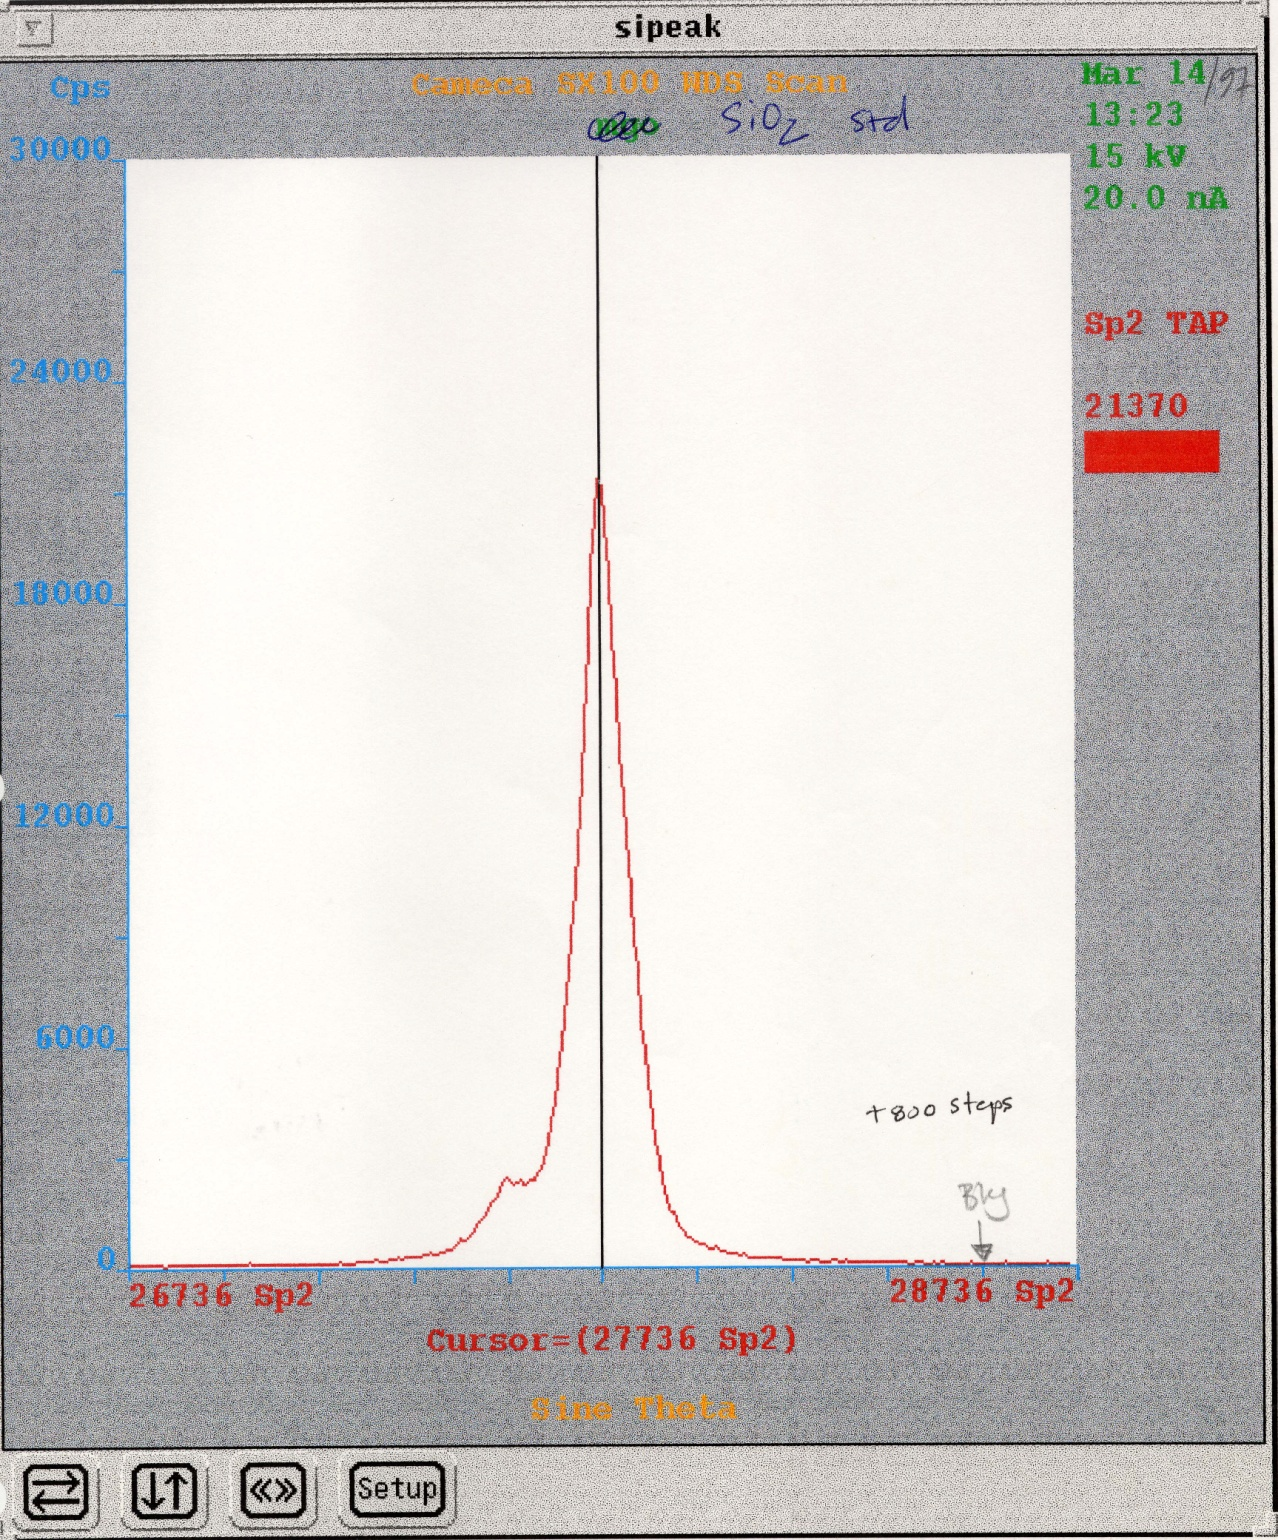 sipeak
Cps
Cameca SX100 WDS Scan
Mar 14/97
SiO2 std
13:23
15 kV
20.0 nA
30000
Sp2 TAP
24000
21370
18000
12000
6000
+800 steps
Bkg
0
26736 Sp2
28736 Sp2
Cursor=(27736 Sp2)
Sine Theta
Setup